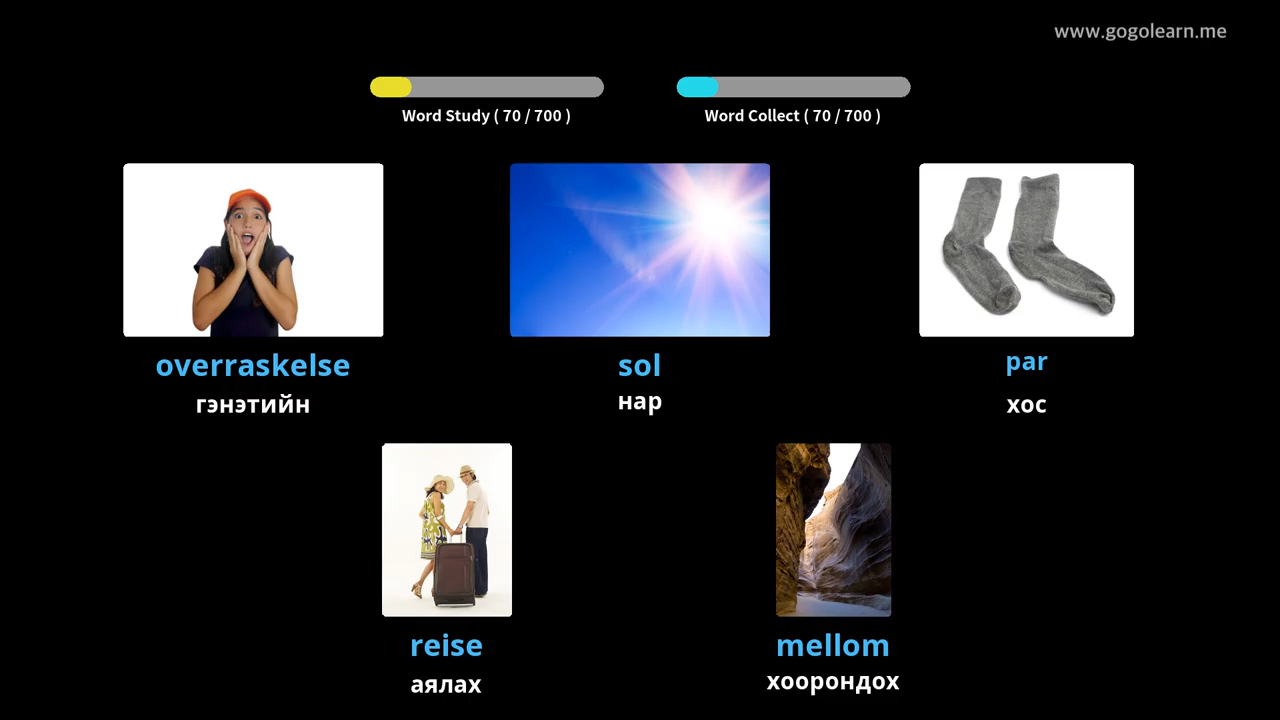 www.gogolearn.me
Word Study ( 70 / 700 )
Word Collect ( 70 / 700 )
overraskelse
гэнэтийн
sol
нар
par
хос
reise
аялах
mellom
хоорондох